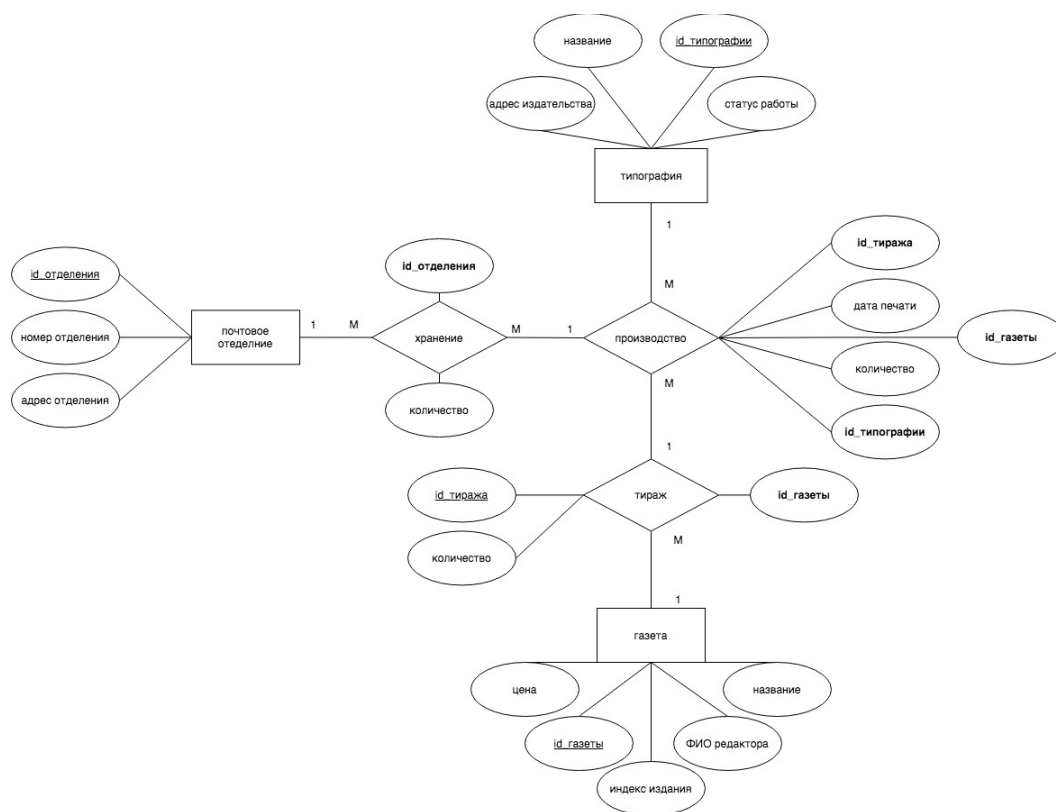 название
id_типографии
адрес издательства
статус работы
типография
1
id_тиража
id_отделения
id_отделения
М
дата печати
почтовое
отеделние
1
М
М
1
номер отделения
хранение
производство
id_газеты
количество
М
адрес отделения
количество
id_типографии
1
id_тиража
тираж
id_газеты
количество
М
1
газета
цена
название
id_газеты
ФИО редактора
индекс издания